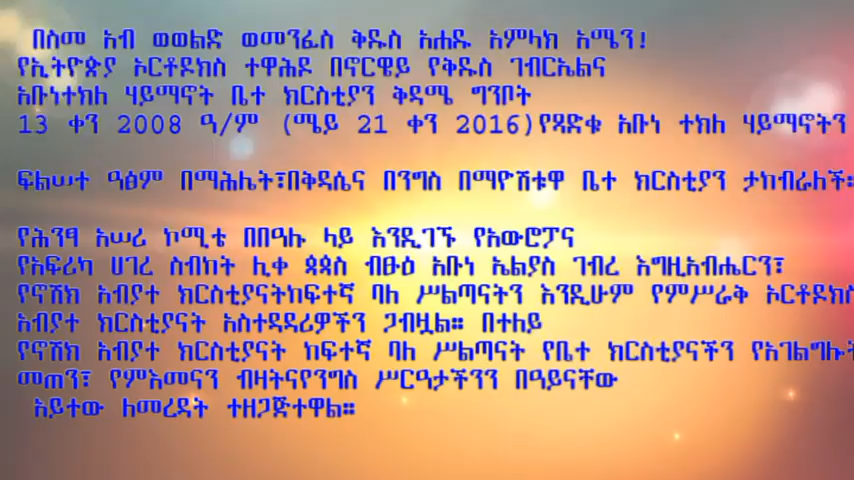 በስመ አብ ወወልድ ወመንፈስ ቅዱስ አሐዱ አምላክ አሜን!
የኢትዮጵያ ኦርቶዶክስ ተዋሕዶ በኖርዌይ የቅዱስ ገብርኤልና
አቡነተክለ ሃይማኖት ቤተ ክርስቲያን ቅዳሜ ግንቦት
13 ቀን 2008 ዓ/ም (ሜይ 21 ቀን 2016)የጻድቁ አቡነ ተክለ ሃይማኖትን
ፍልሠተ ዓፅም በማሕሌት፣በቅዳሴና በንግስ በማዮሽቱዋ ቤተ ክርስቲያን ታከብራለች፡
የሕንፃ አሠሪ ኮሚቴ በበዓሉ ላይ እንዲገኙ የአውሮፓና
የአፍሪካ ሀገረ ስብከት ሊቀ ጳጳስ ብፁዕ አቡነ ኤልያስ ገብረ እግዚአብሔርን፣
የኖሽክ አብያተ ክርስቲያናትከፍተኛ ባለ ሥልጣናትን እንዲሁም የምሥራቅ ኦርቶዶክስ
አብያተ ክርስቲያናት አስተዳዳሪዎችን ጋብዟል። በተለይ
የኖሽክ አብያተ ክርስቲያናት ከፍተኛ ባለ ሥልጣናት የቤተ ክርስቲያናችን የአገልግሎት
መጠን፣ የምእመናን ብዛትናየንግስ ሥርዓታችንን በዓይናቸው
አይተው ለመረዳት ተዘጋጅተዋል።